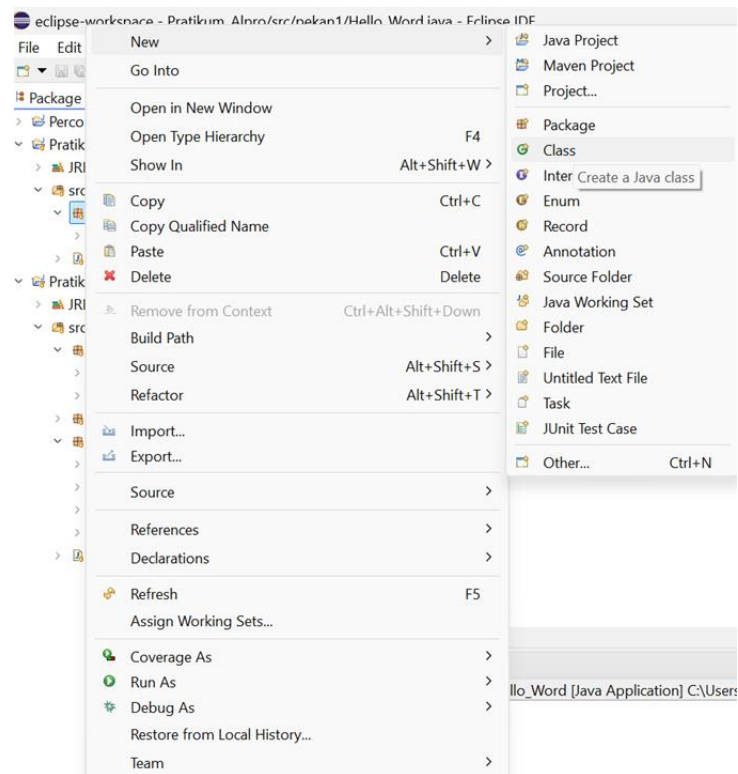 eclipse-workspace - Pratikum_Alpro/src/pekan1/Hello_Word.java - Eclipse IDE
File Edit
Package
Perco
Pratik
JRI
src
Pratik
JRI
src
New
Go Into
Open in New Window
Open Type Hierarchy F4
Show In Alt+Shift+W >
Copy Ctrl+C
Copy Qualified Name
Paste Ctrl+V
Delete Delete
Remove from Context Ctrl+Alt+Shift+Down
Build Path
Source Alt+Shift+S >
Refactor Alt+Shift+T >
Import...
Export...
Source
References
Declarations
Refresh F5
Assign Working Sets...
Coverage As
Run As
Debug As
Restore from Local History...
Team
Java Project
Maven Project
Project...
Package
Class
Inter
Create a Java class
Enum
Record
Annotation
Source Folder
Java Working Set
Folder
File
Untitled Text File
Task
JUnit Test Case
Other... Ctrl+N
llo_Word [Java Application] C:\Users